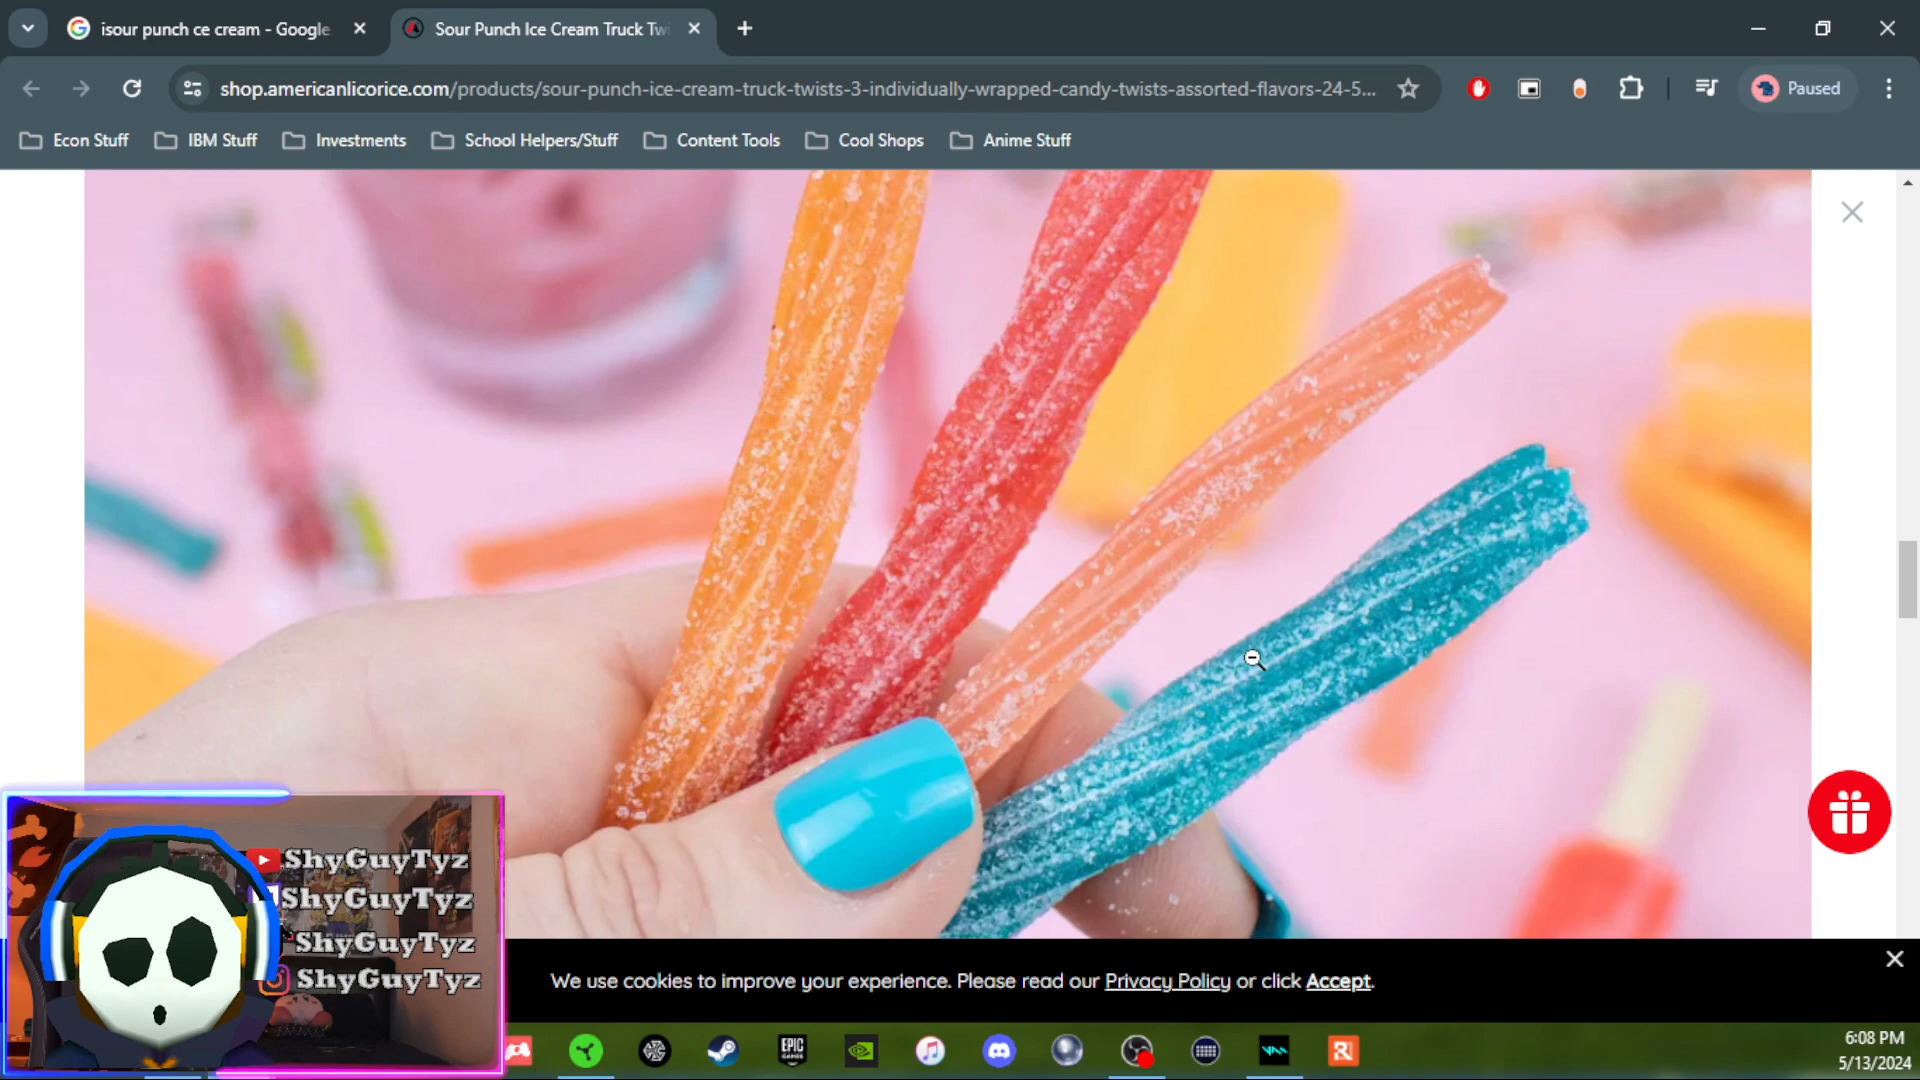 isour punch ce cream - Google
Sour Punch Ice Cream Truck Twi
shop.americanlicorice.com/products/sour-punch-ice-cream-truck-twists-3-individually-wrapped-candy-twists-assorted-flavors-24-5...
Paused
Econ Stuff
IBM Stuff
Investments
School Helpers/Stuff
Content Tools
Cool Shops
Anime Stuff
ShyGuyTyz
ShyGuyTyz
ShyGuyTyz
ShyGuyTyz
We use cookies to improve your experience. Please read our Privacy Policy or click Accept.
EPIC
GAMES
6:08 PM
5/13/2024